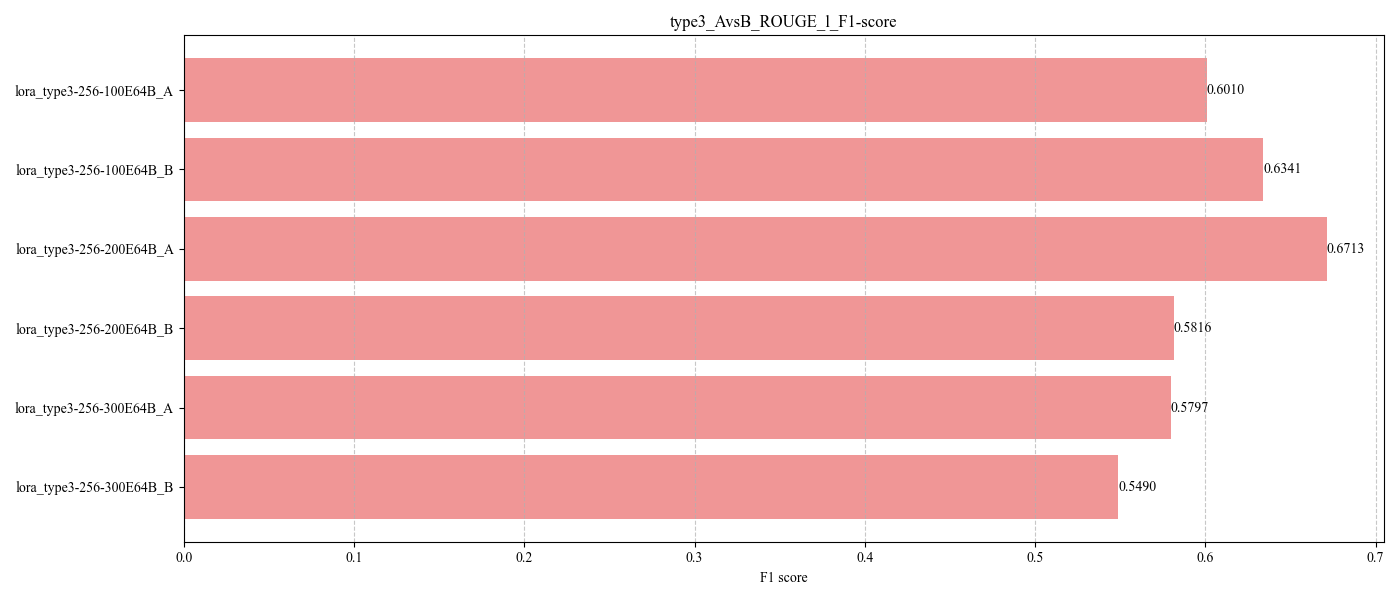 type3_AvsB_ROUGE_l_F1-score
lora_type3-256-100E64B_A
0.6010
lora_type3-256-100E64B_B
0.6341
lora_type3-256-200E64B_A
0.6713
lora_type3-256-200E64B_B
0.5816
lora_type3-256-300E64B_A
0.5797
lora_type3-256-300E64B_B
0.5490
0.0 0.1 0.2 0.3 0.4 0.5 0.6 0.7
F1 score